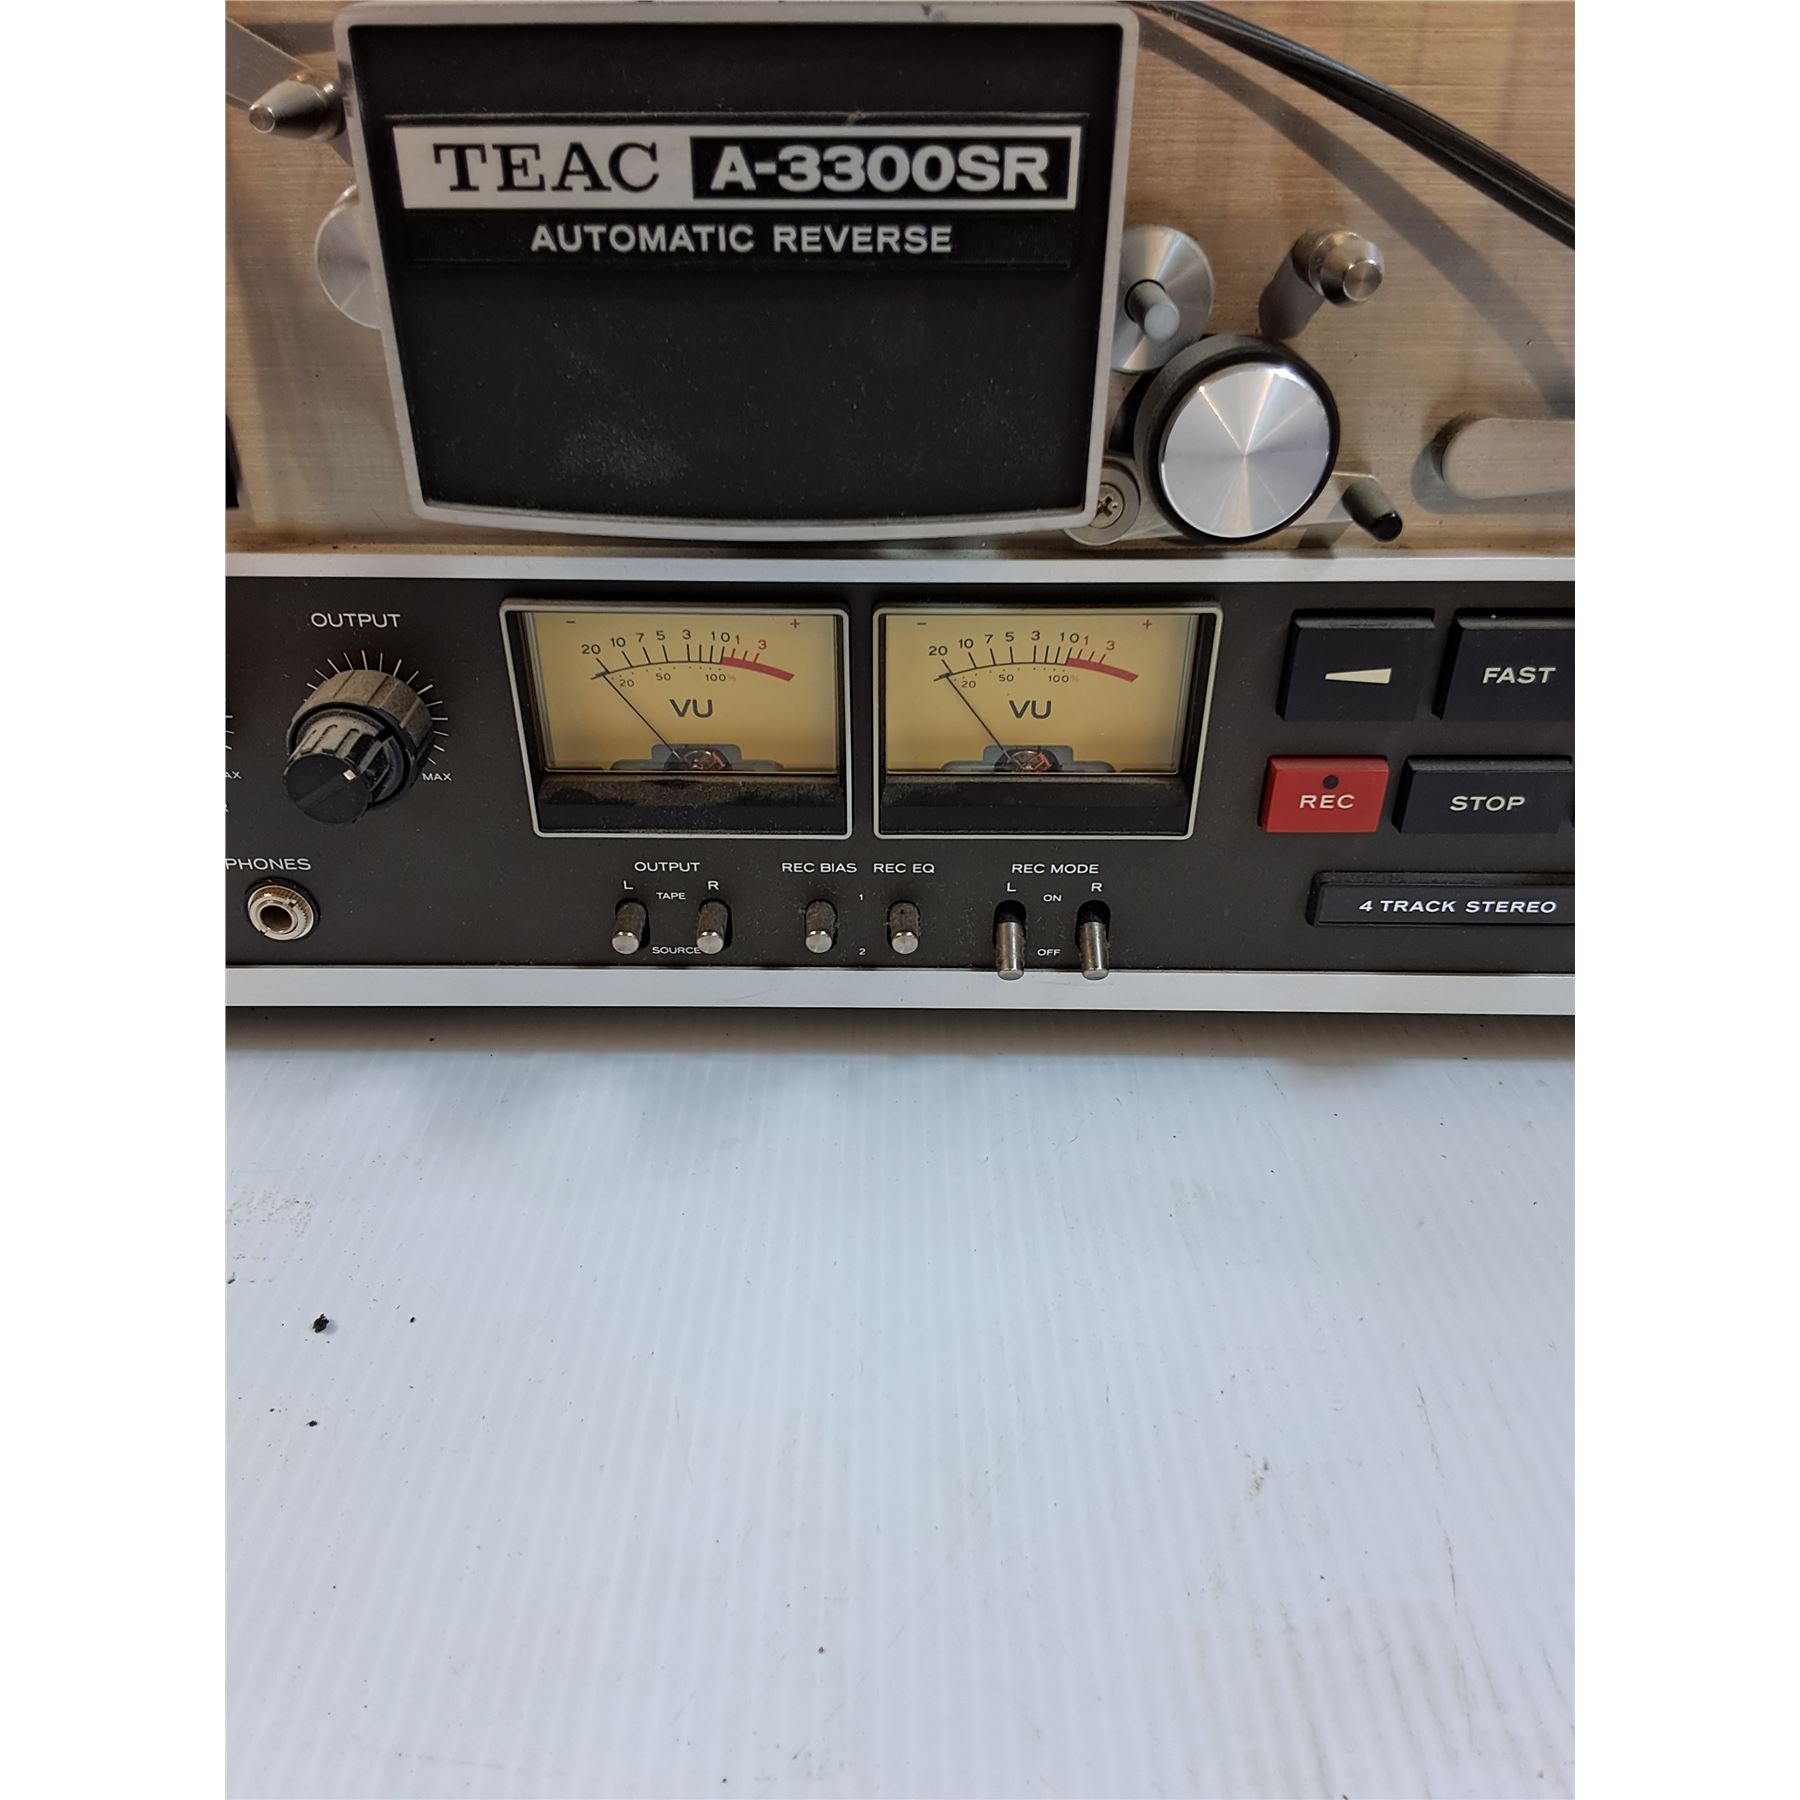 TEAC A-3300SR
AUTOMATIC REVERSE
OUTPUT
MAX
PHONES
- +
20 10 7 5 3 1 0 1 3
20 50 100%
VU
- +
20 10 7 5 3 1 0 1 3
20 50 100%
VU
FAST
REC
STOP
OUTPUT
L R
TAPE
SOURCE
REC BIAS REC EQ
1
2
REC MODE
L R
ON
OFF
4 TRACK STEREO